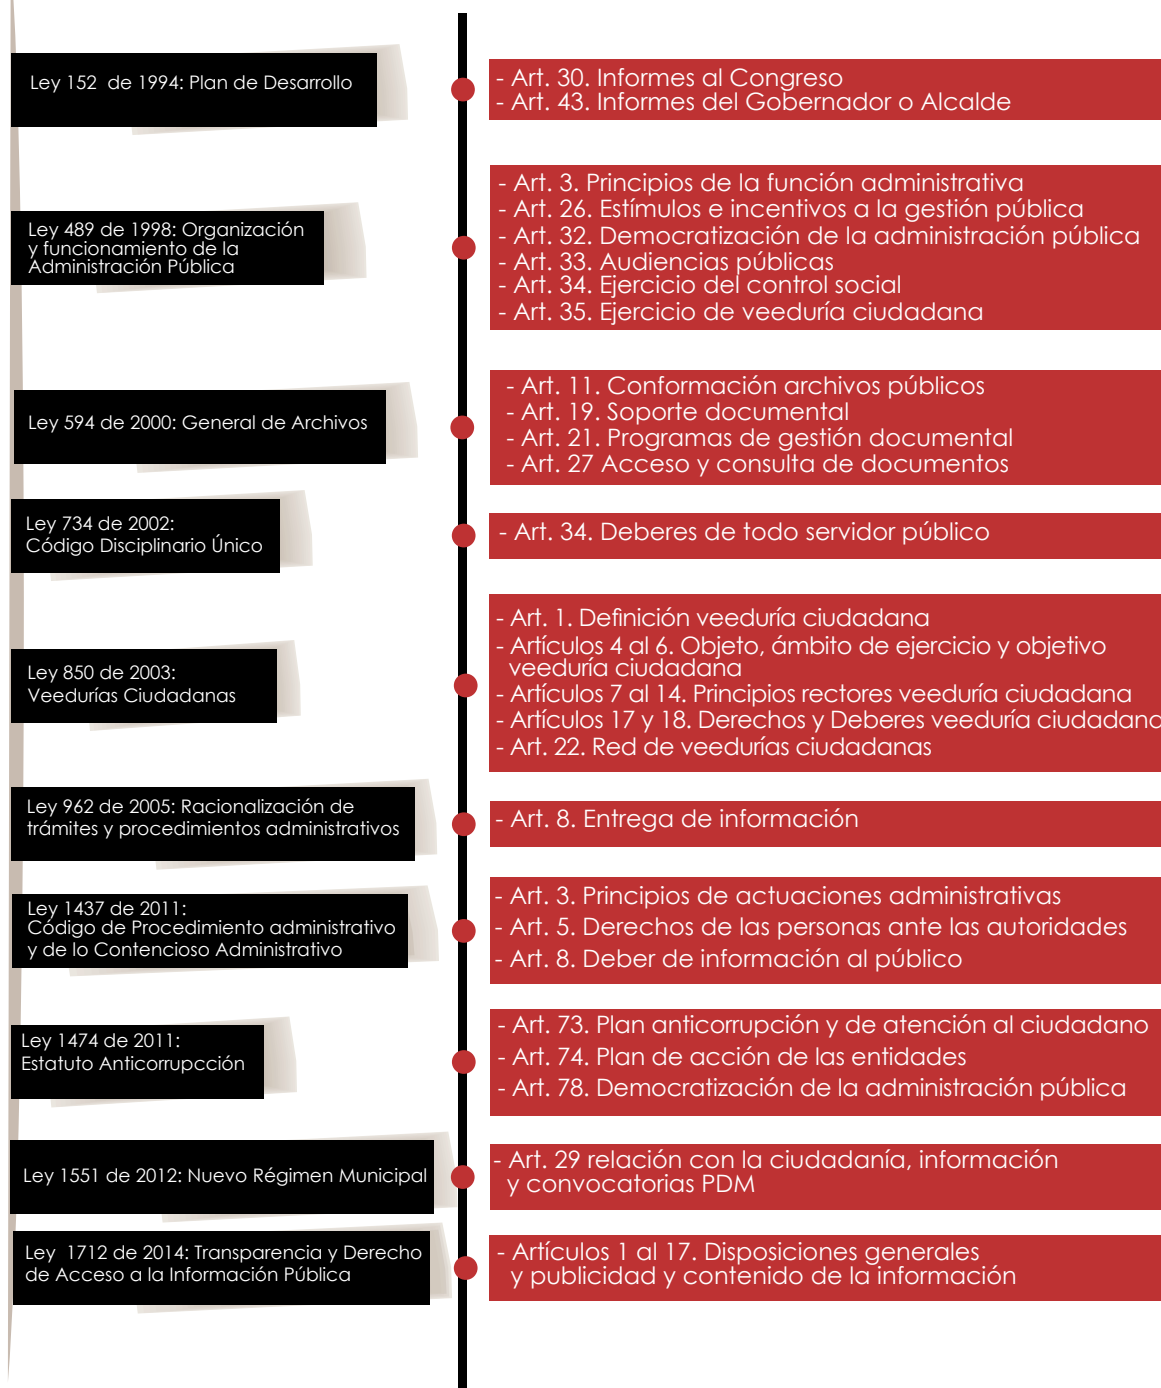 Ley 152 de 1994: Plan de Desarrollo
- Art. 30. Informes al Congreso
- Art. 43. Informes del Gobernador o Alcalde
Ley 489 de 1998: Organización
y funcionamiento de la
Administración Pública
- Art. 3. Principios de la función administrativa
- Art. 26. Estímulos e incentivos a la gestión pública
- Art. 32. Democratización de la administración pública
- Art. 33. Audiencias públicas
- Art. 34. Ejercicio del control social
- Art. 35. Ejercicio de veeduría ciudadana
Ley 594 de 2000: General de Archivos
- Art. 11. Conformación archivos públicos
- Art. 19. Soporte documental
- Art. 21. Programas de gestión documental
- Art. 27 Acceso y consulta de documentos
Ley 734 de 2002:
Código Disciplinario Único
- Art. 34. Deberes de todo servidor público
Ley 850 de 2003:
Veedurías Ciudadanas
- Art. 1. Definición veeduría ciudadana
- Artículos 4 al 6. Objeto, ámbito de ejercicio y objetivo
veeduría ciudadana
- Artículos 7 al 14. Principios rectores veeduría ciudadana
- Artículos 17 y 18. Derechos y Deberes veeduría ciudadana
- Art. 22. Red de veedurías ciudadanas
Ley 962 de 2005: Racionalización de
trámites y procedimientos administrativos
- Art. 8. Entrega de información
Ley 1437 de 2011:
Código de Procedimiento administrativo
y de lo Contencioso Administrativo
- Art. 3. Principios de actuaciones administrativas
- Art. 5. Derechos de las personas ante las autoridades
- Art. 8. Deber de información al público
Ley 1474 de 2011:
Estatuto Anticorrupcción
- Art. 73. Plan anticorrupción y de atención al ciudadano
- Art. 74. Plan de acción de las entidades
- Art. 78. Democratización de la administración pública
Ley 1551 de 2012: Nuevo Régimen Municipal
- Art. 29 relación con la ciudadanía, información
y convocatorias PDM
Ley 1712 de 2014: Transparencia y Derecho
de Acceso a la Información Pública
- Artículos 1 al 17. Disposiciones generales
y publicidad y contenido de la información